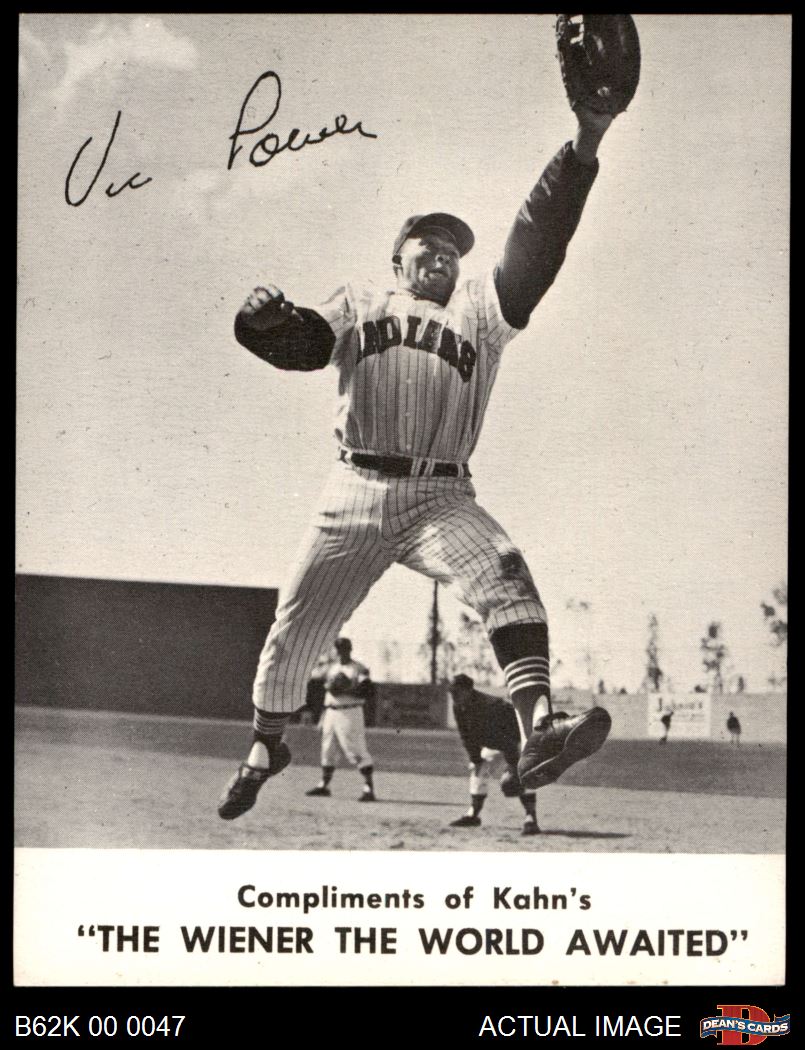 Vic Power
INDIANS
Compliments of Kahn's
"THE WIENER THE WORLD AWAITED"
B62K 00 0047
ACTUAL IMAGE
DEAN'S CARDS